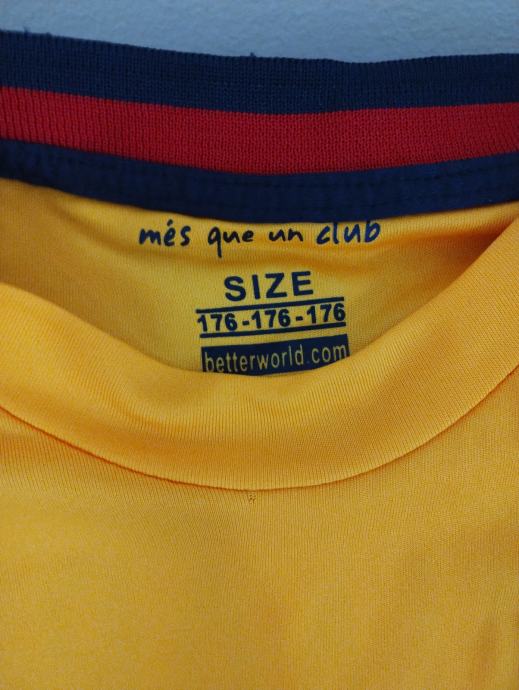 més que un club
SIZE
176-176-176
betterworld.com